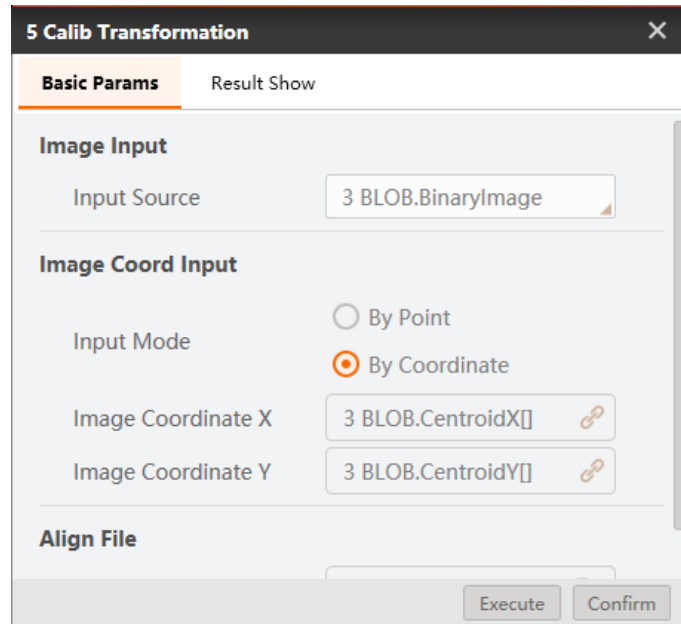 5 Calib Transformation
Basic Params Result Show
Image Input
Input Source 3 BLOB.BinaryImage
Image Coord Input
Input Mode
By Point
By Coordinate
Image Coordinate X 3 BLOB.CentroidX[]
Image Coordinate Y 3 BLOB.CentroidY[]
Align File
Execute Confirm